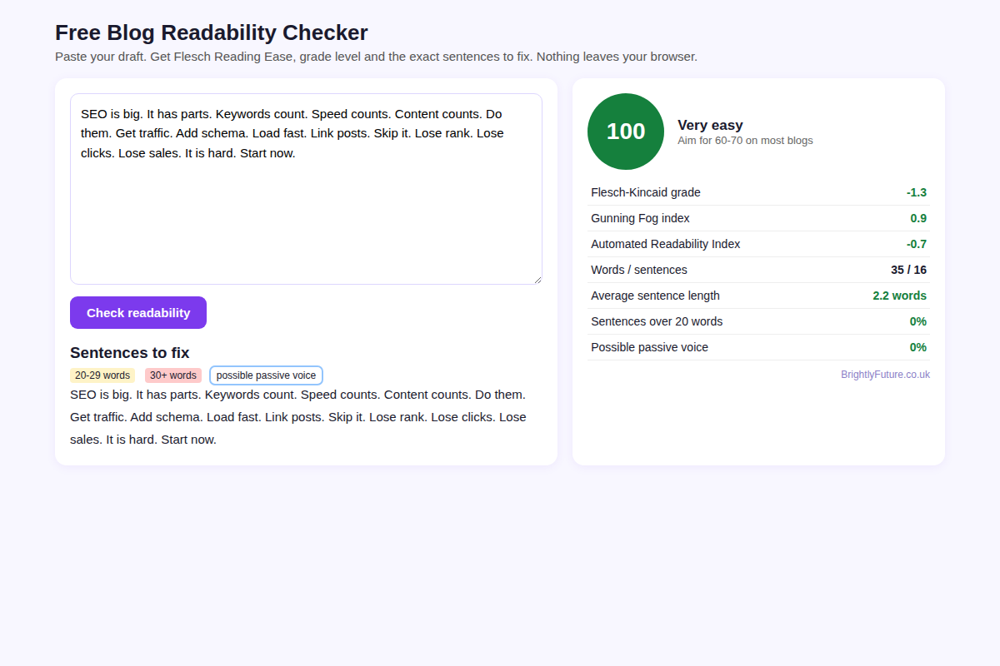 Free Blog Readability Checker
Paste your draft. Get Flesch Reading Ease, grade level and the exact sentences to fix. Nothing leaves your browser.
SEO is big. It has parts. Keywords count. Speed counts. Content counts. Do
them. Get traffic. Add schema. Load fast. Link posts. Skip it. Lose rank. Lose
clicks. Lose sales. It is hard. Start now.
Check readability
Sentences to fix
20-29 words 30+ words possible passive voice
SEO is big. It has parts. Keywords count. Speed counts. Content counts. Do them.
Get traffic. Add schema. Load fast. Link posts. Skip it. Lose rank. Lose clicks. Lose
sales. It is hard. Start now.
100
Very easy
Aim for 60-70 on most blogs
Flesch-Kincaid grade -1.3
Gunning Fog index 0.9
Automated Readability Index -0.7
Words / sentences 35 / 16
Average sentence length 2.2 words
Sentences over 20 words 0%
Possible passive voice 0%
BrightlyFuture.co.uk